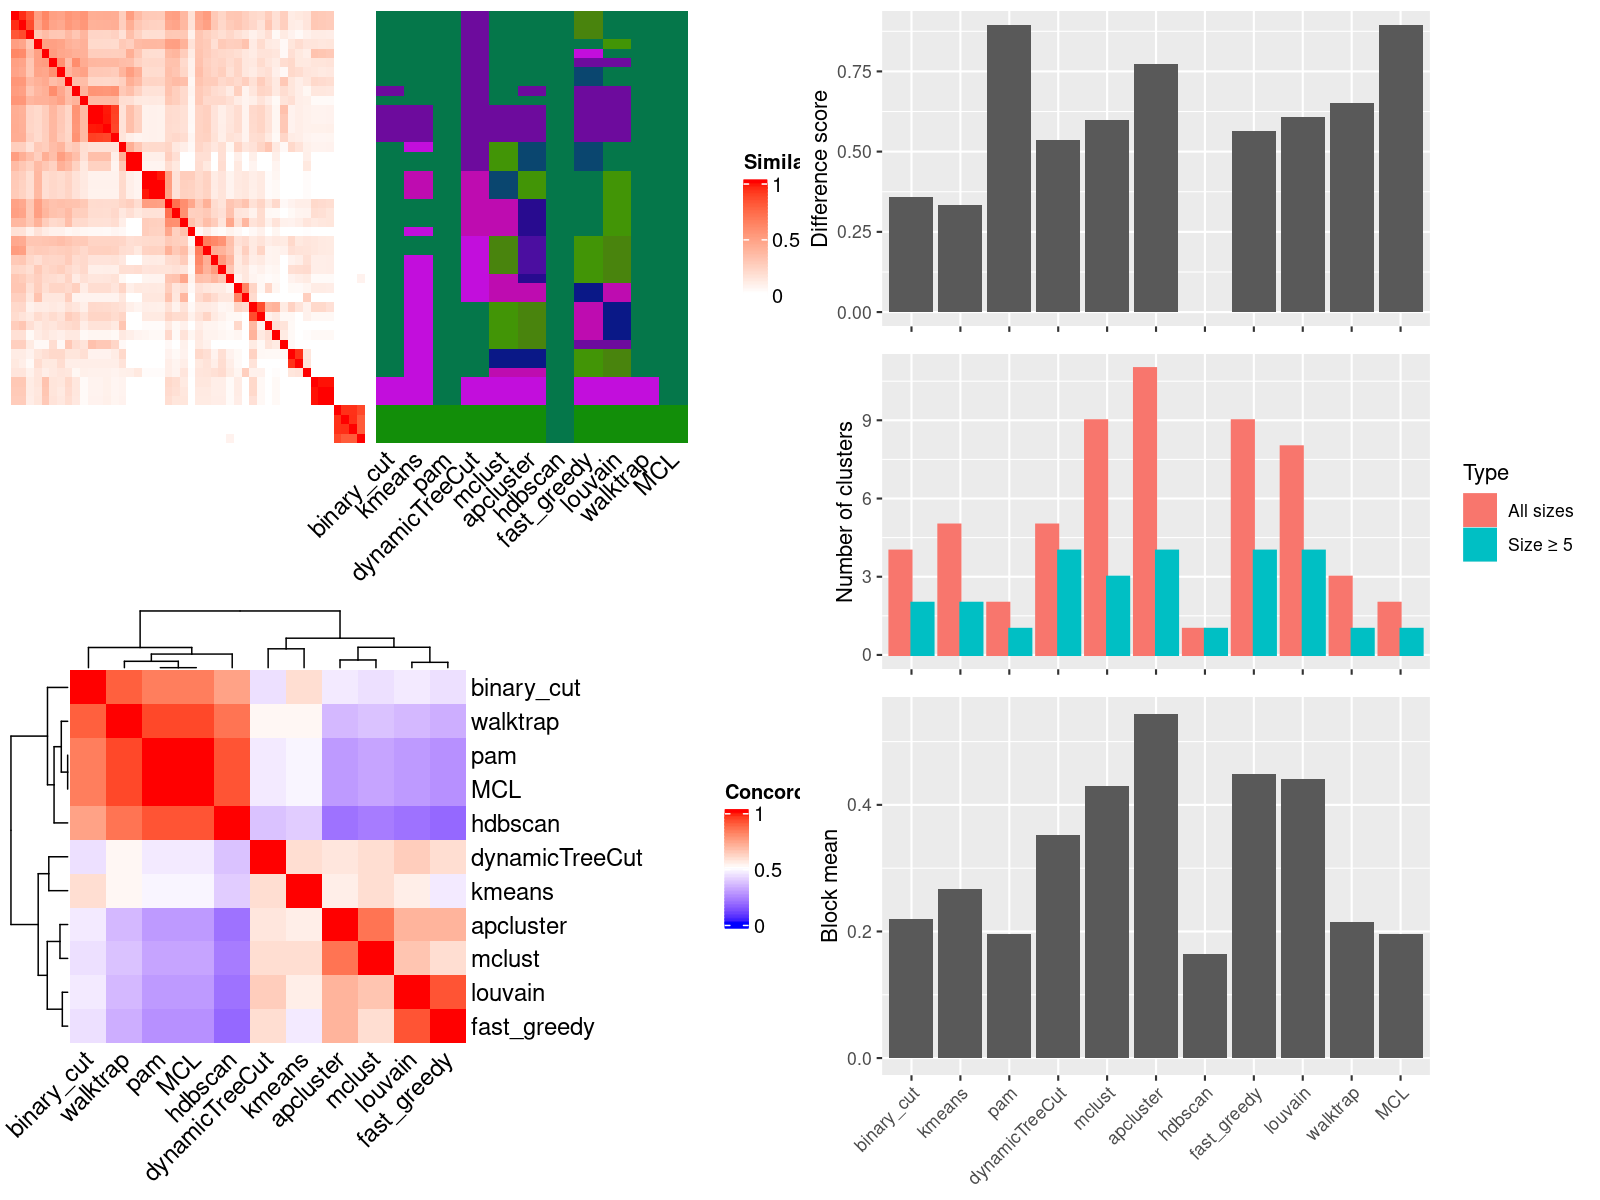 Simila
1
0.5
0
binary_cut
kmeans
pam
dynamicTreeCut
mclust
apcluster
hdbscan
fast_greedy
louvain
walktrap
MCL
binary_cut
walktrap
pam
MCL
hdbscan
dynamicTreeCut
kmeans
apcluster
mclust
louvain
fast_greedy
binary_cut
walktrap
pam
MCL
hdbscan
dynamicTreeCut
kmeans
apcluster
mclust
louvain
fast_greedy
Concord
1
0.5
0
Difference score
0.75
0.50
0.25
0.00
Number of clusters
9
6
3
0
Type
All sizes
Size ≥ 5
Block mean
0.4
0.2
0.0
binary_cut
kmeans
pam
dynamicTreeCut
mclust
apcluster
hdbscan
fast_greedy
louvain
walktrap
MCL